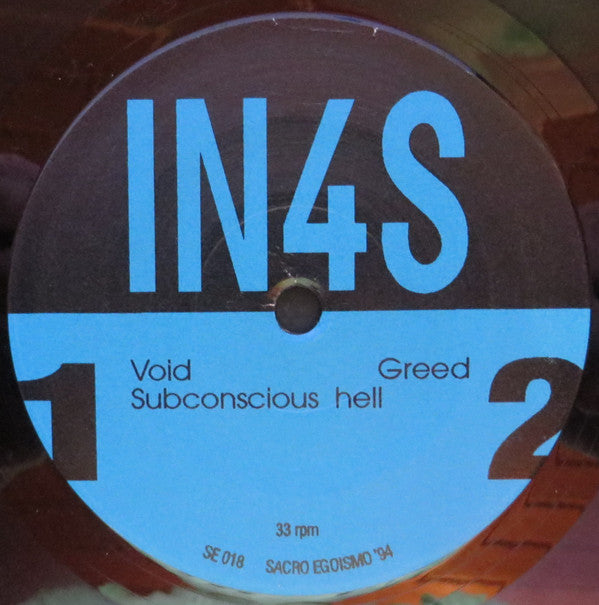 IN4S
1 Void Greed 2
Subconscious hell
33 rpm
SE 018 SACRO EGOISMO '94